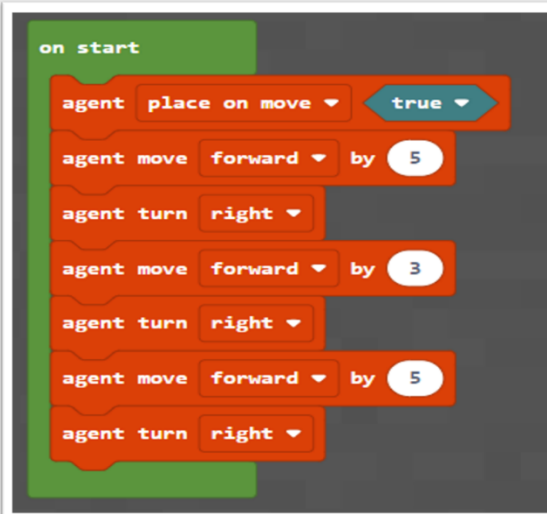 on start
agent place on move true
agent move forward by 5
agent turn right
agent move forward by 3
agent turn right
agent move forward by 5
agent turn right